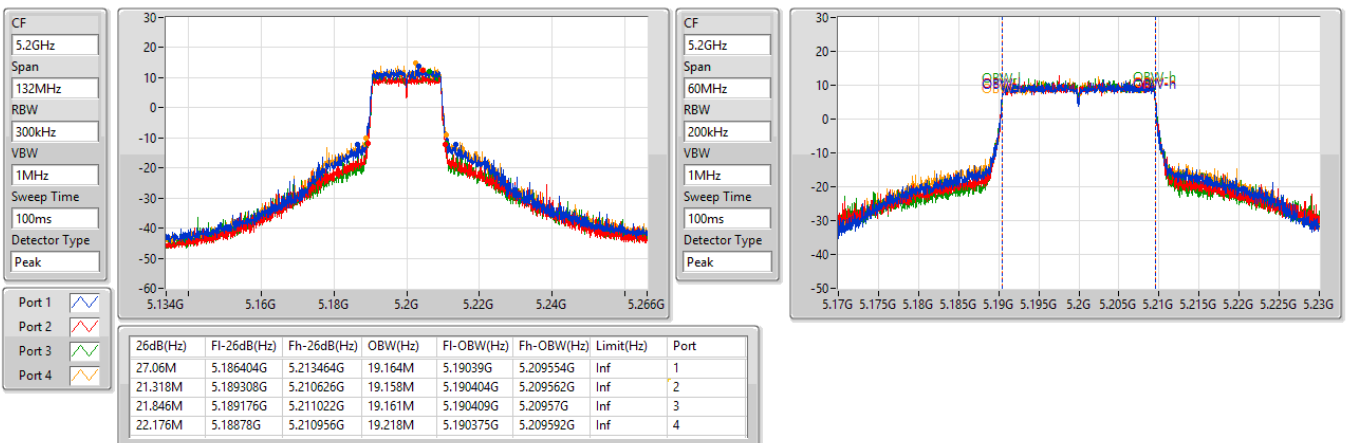 CF
5.2GHz
Span
132MHz
RBW
300kHz
VBW
1MHz
Sweep Time
100ms
Detector Type
Peak
30
20
10
0
-10
-20
-30
-40
-50
-60
5.134G 5.16G 5.18G 5.2G 5.22G 5.24G 5.266G
CF
5.2GHz
Span
60MHz
RBW
200kHz
VBW
1MHz
Sweep Time
100ms
Detector Type
Peak
30
20
10
0
-10
-20
-30
-40
-50
OBW-h
5.17G 5.175G 5.18G 5.185G 5.19G 5.195G 5.2G 5.205G 5.21G 5.215G 5.22G 5.225G 5.23G
Port 1
Port 2
Port 3
Port 4
26dB(Hz) Fl-26dB(Hz) Fh-26dB(Hz) OBW(Hz) Fl-OBW(Hz) Fh-OBW(Hz) Limit(Hz) Port
27.06M 5.186404G 5.213464G 19.164M 5.19039G 5.209554G Inf 1
21.318M 5.189308G 5.210626G 19.158M 5.190404G 5.209562G Inf 2
21.846M 5.189176G 5.211022G 19.161M 5.190409G 5.20957G Inf 3
22.176M 5.18878G 5.210956G 19.218M 5.190375G 5.209592G Inf 4